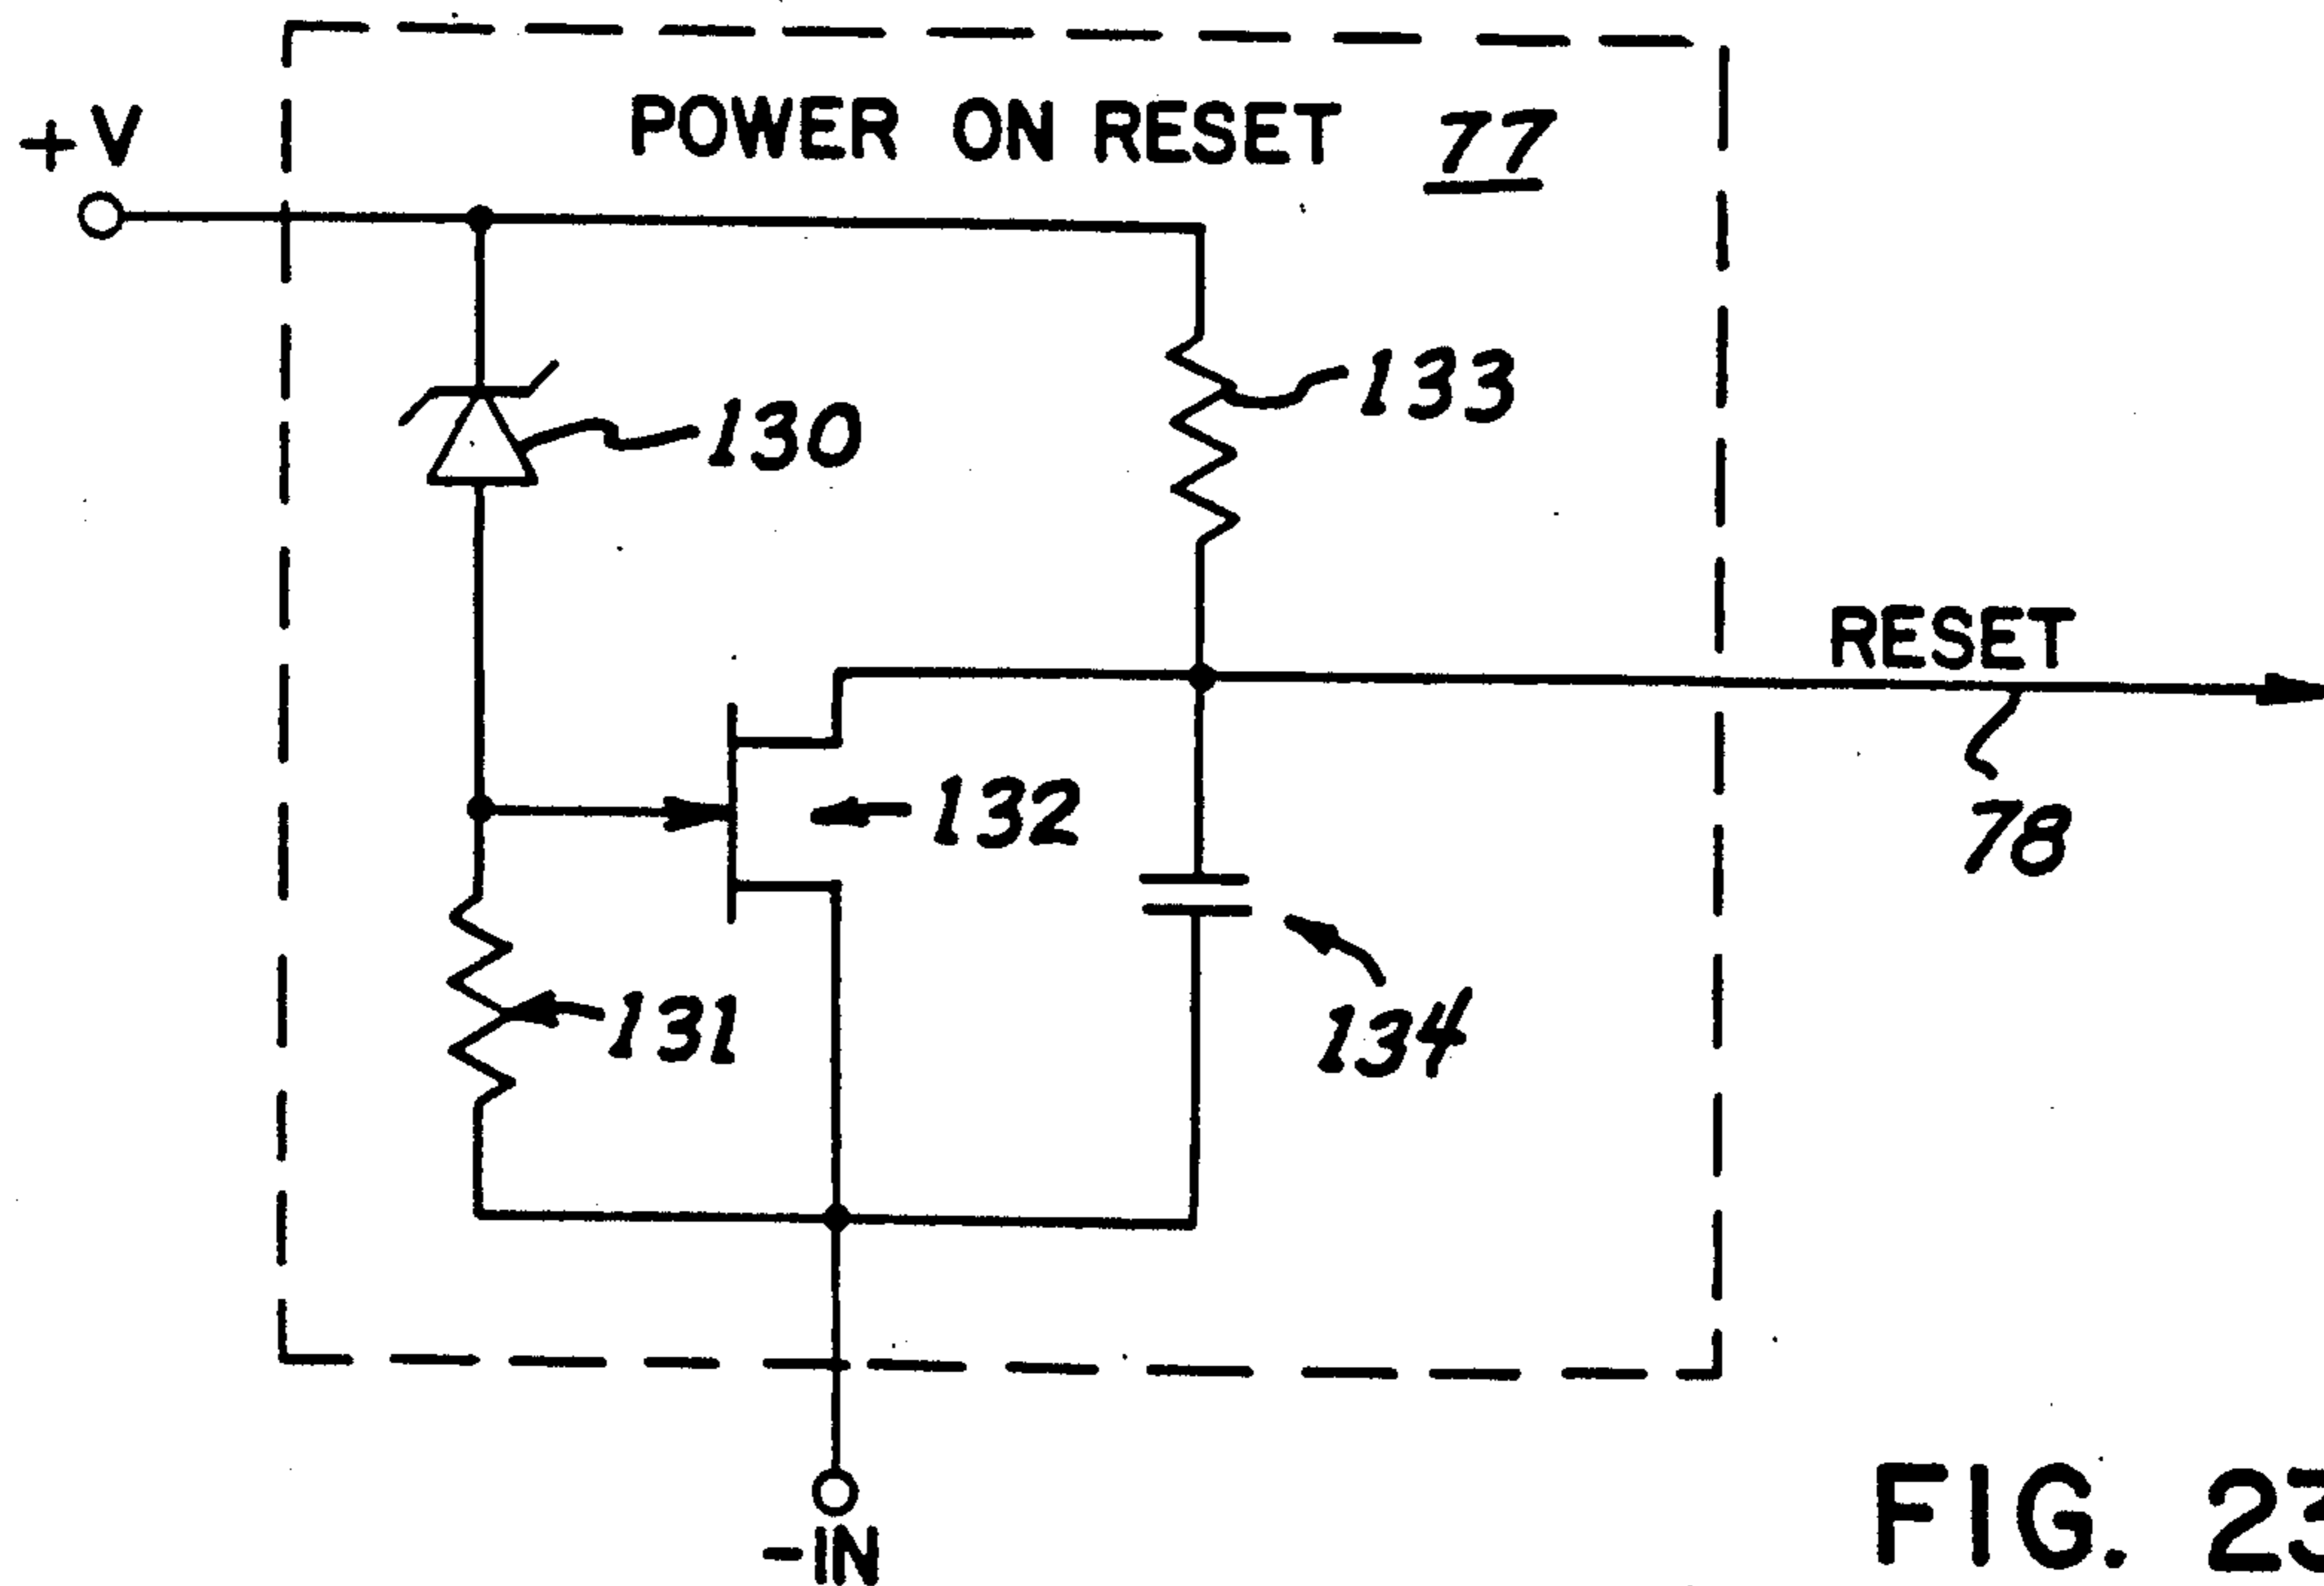 POWER ON RESET 77
+V
130
133
RESET
78
132
131
134
-IN
FIG. 23